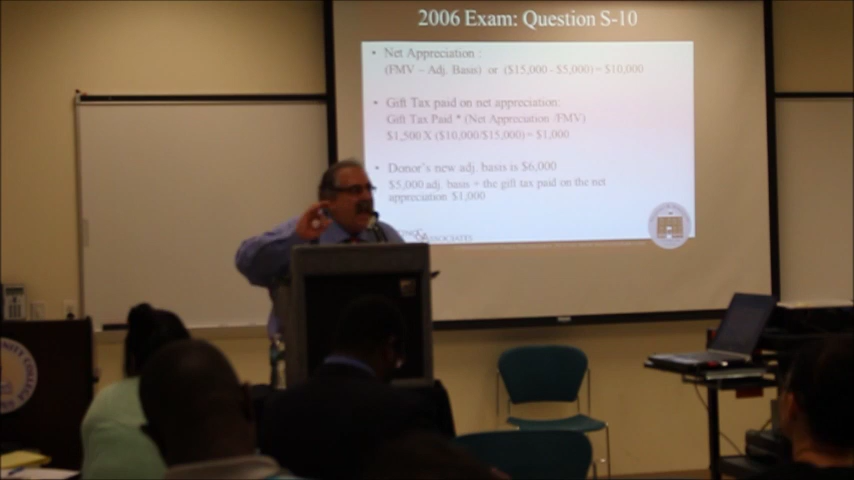 2006 Exam: Question S-10
• Net Appreciation :
(FMV – Adj. Basis) or ($15,000 - $5,000) = $10,000
• Gift Tax paid on net appreciation:
Gift Tax Paid * (Net Appreciation /FMV)
$1,500 X ($10,000/$15,000) = $1,000
• Donor's new adj. basis is $6,000
$5,000 adj. basis + the gift tax paid on the net
appreciation $1,000
ASSOCIATES
COLLEGE